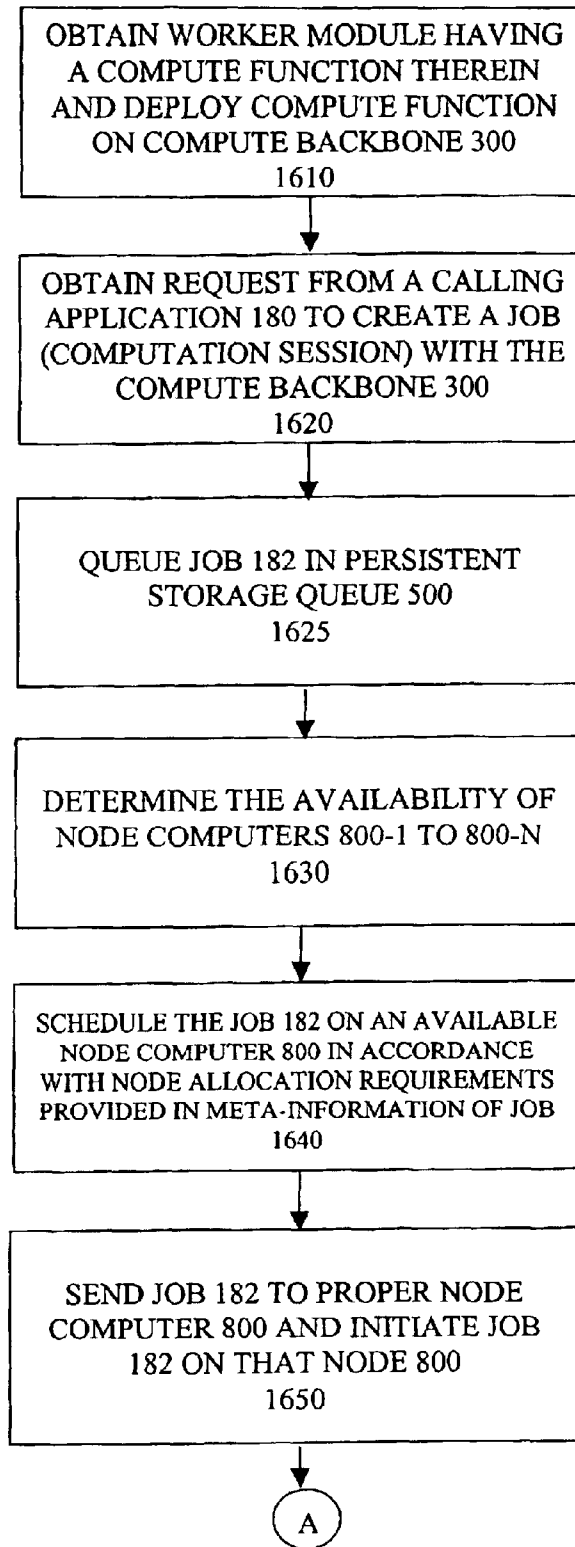 OBTAIN WORKER MODULE HAVING
A COMPUTE FUNCTION THEREIN
AND DEPLOY COMPUTE FUNCTION
ON COMPUTE BACKBONE 300
1610
OBTAIN REQUEST FROM A CALLING
APPLICATION 180 TO CREATE A JOB
(COMPUTATION SESSION) WITH THE
COMPUTE BACKBONE 300
1620
QUEUE JOB 182 IN PERSISTENT
STORAGE QUEUE 500
1625
DETERMINE THE AVAILABILITY OF
NODE COMPUTERS 800-1 TO 800-N
1630
SCHEDULE THE JOB 182 ON AN AVAILABLE
NODE COMPUTER 800 IN ACCORDANCE
WITH NODE ALLOCATION REQUIREMENTS
PROVIDED IN META-INFORMATION OF JOB
1640
SEND JOB 182 TO PROPER NODE
COMPUTER 800 AND INITIATE JOB
182 ON THAT NODE 800
1650
A